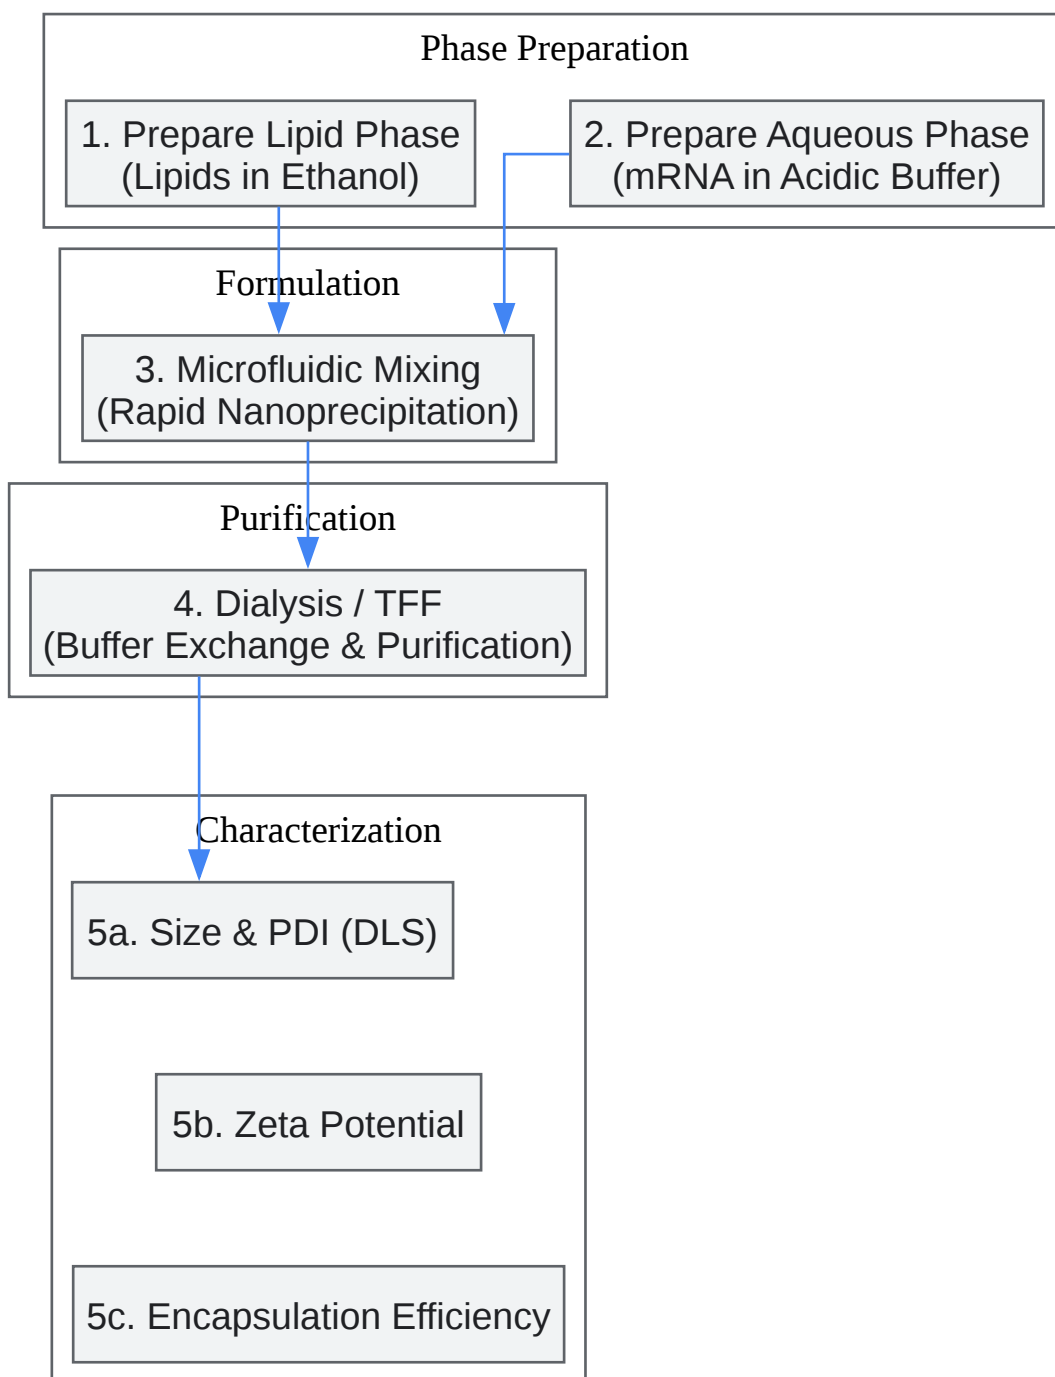 Phase Preparation
1. Prepare Lipid Phase
(Lipids in Ethanol)
2. Prepare Aqueous Phase
(mRNA in Acidic Buffer)
Formulation
3. Microfluidic Mixing
(Rapid Nanoprecipitation)
Purification
4. Dialysis / TFF
(Buffer Exchange & Purification)
Characterization
5a. Size & PDI (DLS)
5b. Zeta Potential
5c. Encapsulation Efficiency